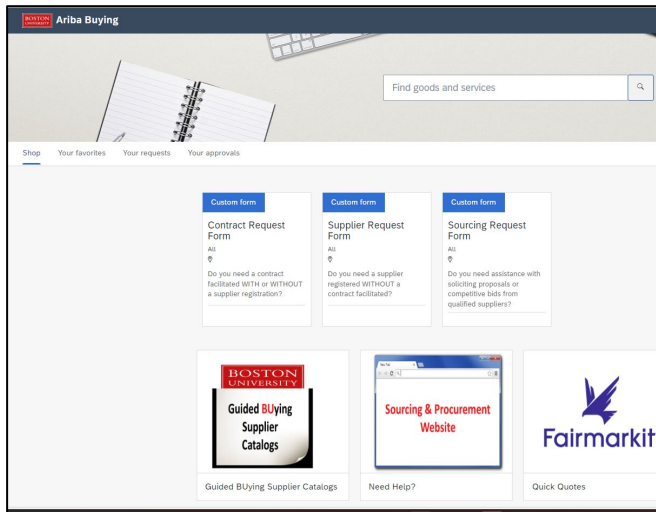 BOSTON
UNIVERSITY
Ariba Buying
Find goods and services
Shop Your favorites Your requests Your approvals
Custom form
Contract Request
Form
All
Do you need a contract
facilitated WITH or WITHOUT
a supplier registration?
Custom form
Supplier Request
Form
All
Do you need a supplier
registered WITHOUT a
contract facilitated?
Custom form
Sourcing Request
Form
All
Do you need assistance with
soliciting proposals or
competitive bids from
qualified suppliers?
BOSTON
UNIVERSITY
Guided BUying
Supplier
Catalogs
Guided BUying Supplier Catalogs
New Tab
Sourcing & Procurement
Website
Need Help?
Fairmarkit
Quick Quotes